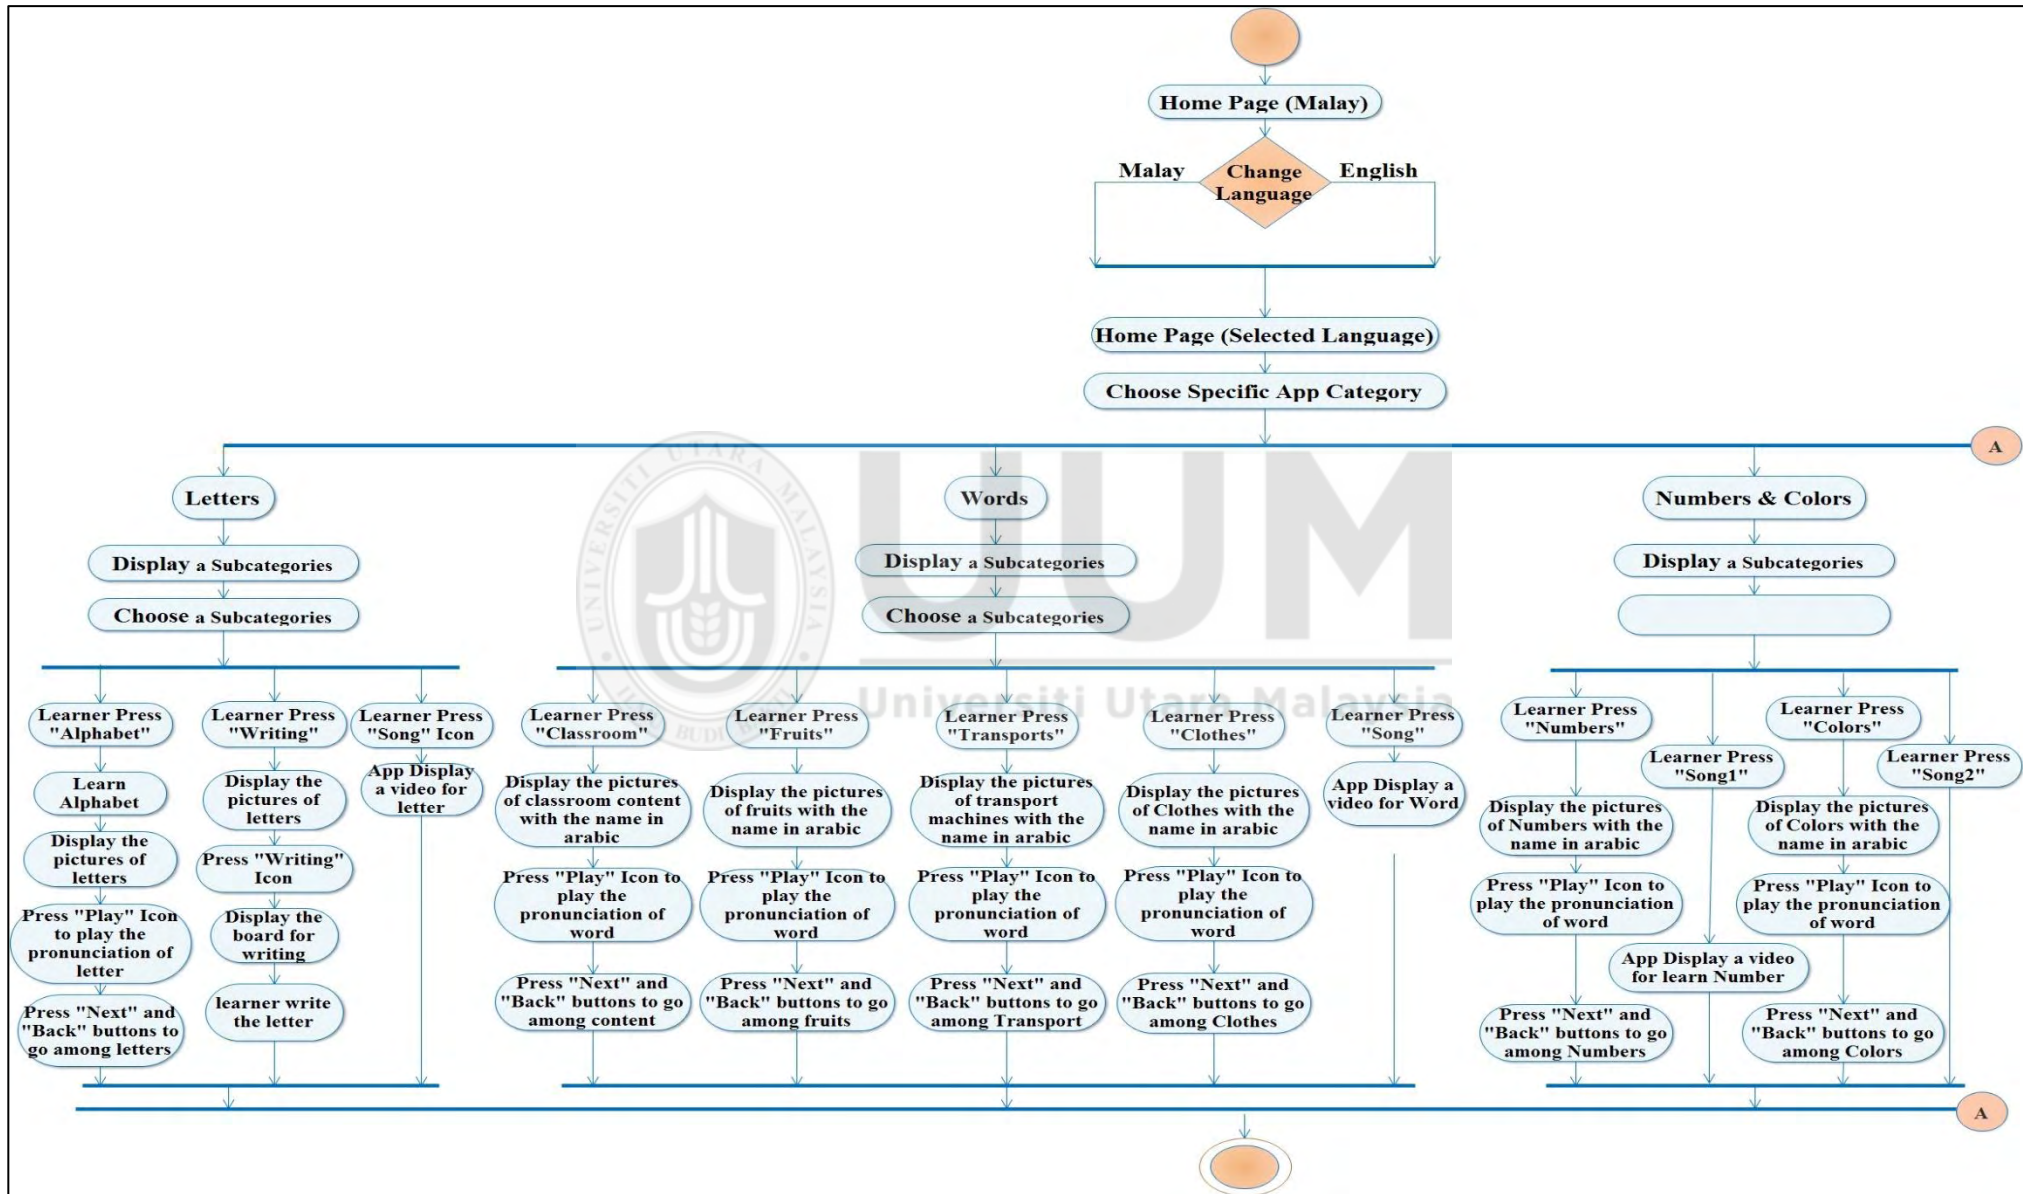 Home Page (Malay)
Malay
Change
Language
English
Home Page (Selected Language)
Choose Specific App Category
A
Letters
Words
Numbers & Colors
Display a Subcategories
Display a Subcategories
Display a Subcategories
Choose a Subcategories
Choose a Subcategories
Learner Press
"Alphabet"
Learn
Alphabet
Display the
pictures of
letters
Press "Play" Icon
to play the
pronunciation of
letter
Press "Next" and
"Back" buttons to
go among letters
Learner Press
"Writing"
Display the
pictures of
letters
Press "Writing"
Icon
Display the
board for
writing
learner write
the letter
Learner Press
"Song" Icon
App Display
a video for
letter
Learner Press
"Classroom"
Display the pictures
of classroom content
with the name in
arabic
Press "Play" Icon to
play the
pronunciation of
word
Press "Next" and
"Back" buttons to go
among content
Learner Press
"Fruits"
Display the pictures
of fruits with the
name in arabic
Press "Play" Icon to
play the
pronunciation of
word
Press "Next" and
"Back" buttons to go
among fruits
Learner Press
"Transports"
Display the pictures
of transport
machines with the
name in arabic
Press "Play" Icon to
play the
pronunciation of
word
Press "Next" and
"Back" buttons to go
among Transport
Learner Press
"Clothes"
Display the pictures
of Clothes with the
name in arabic
Press "Play" Icon to
play the
pronunciation of
word
Press "Next" and
"Back" buttons to go
among Clothes
Learner Press
"Song"
App Display a
video for Word
Learner Press
"Numbers"
Display the pictures
of Numbers with the
name in arabic
Press "Play" Icon to
play the pronunciation
of word
Press "Next" and
"Back" buttons to go
among Numbers
Learner Press
"Song1"
App Display a video
for learn Number
Learner Press
"Colors"
Display the pictures
of Colors with the
name in arabic
Press "Play" Icon to
play the pronunciation
of word
Press "Next" and
"Back" buttons to go
among Colors
Learner Press
"Song2"
A
UNIVERSITI UTARA MALAYSIA
BUDI
UUM
Universiti Utara Malaysia